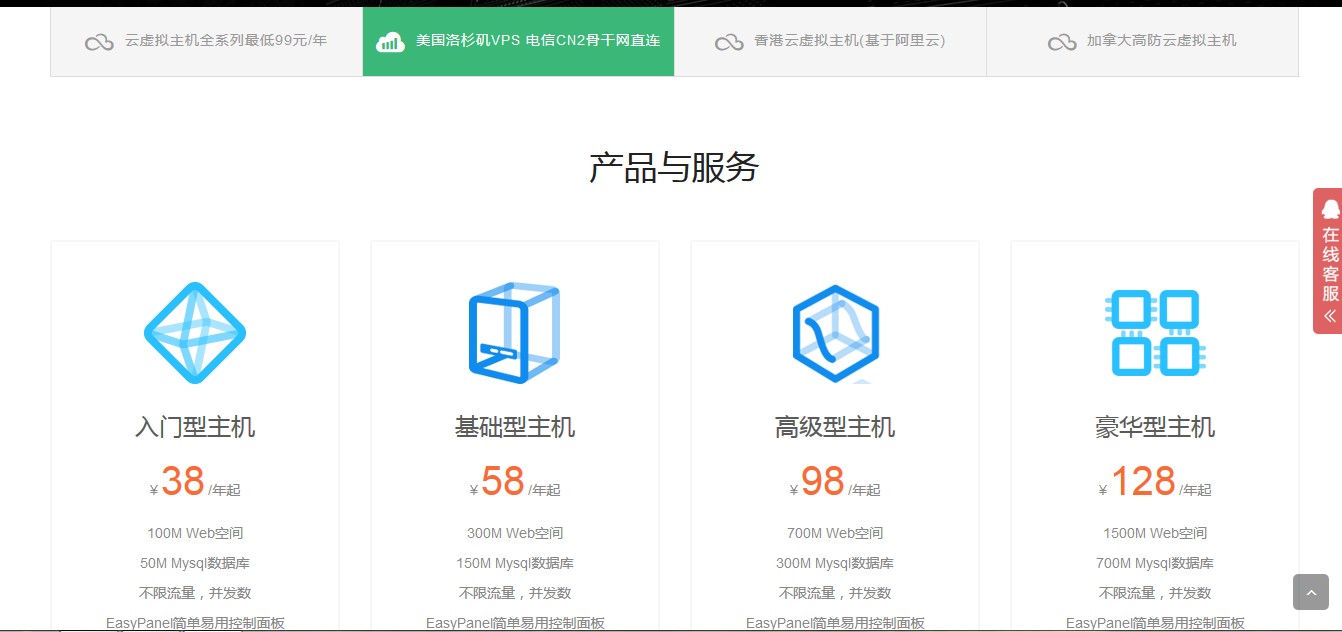 云虚拟主机全系列最低99元/年
美国洛杉矶VPS 电信CN2骨干网直连
香港云虚拟主机(基于阿里云)
加拿大高防云虚拟主机
产品与服务
在线客服
入门型主机
¥38/年起
100M Web空间
50M Mysql数据库
不限流量，并发数
EasyPanel简单易用控制面板
基础型主机
¥58/年起
300M Web空间
150M Mysql数据库
不限流量，并发数
EasyPanel简单易用控制面板
高级型主机
¥98/年起
700M Web空间
300M Mysql数据库
不限流量，并发数
EasyPanel简单易用控制面板
豪华型主机
¥128/年起
1500M Web空间
700M Mysql数据库
不限流量，并发数
EasyPanel简单易用控制面板